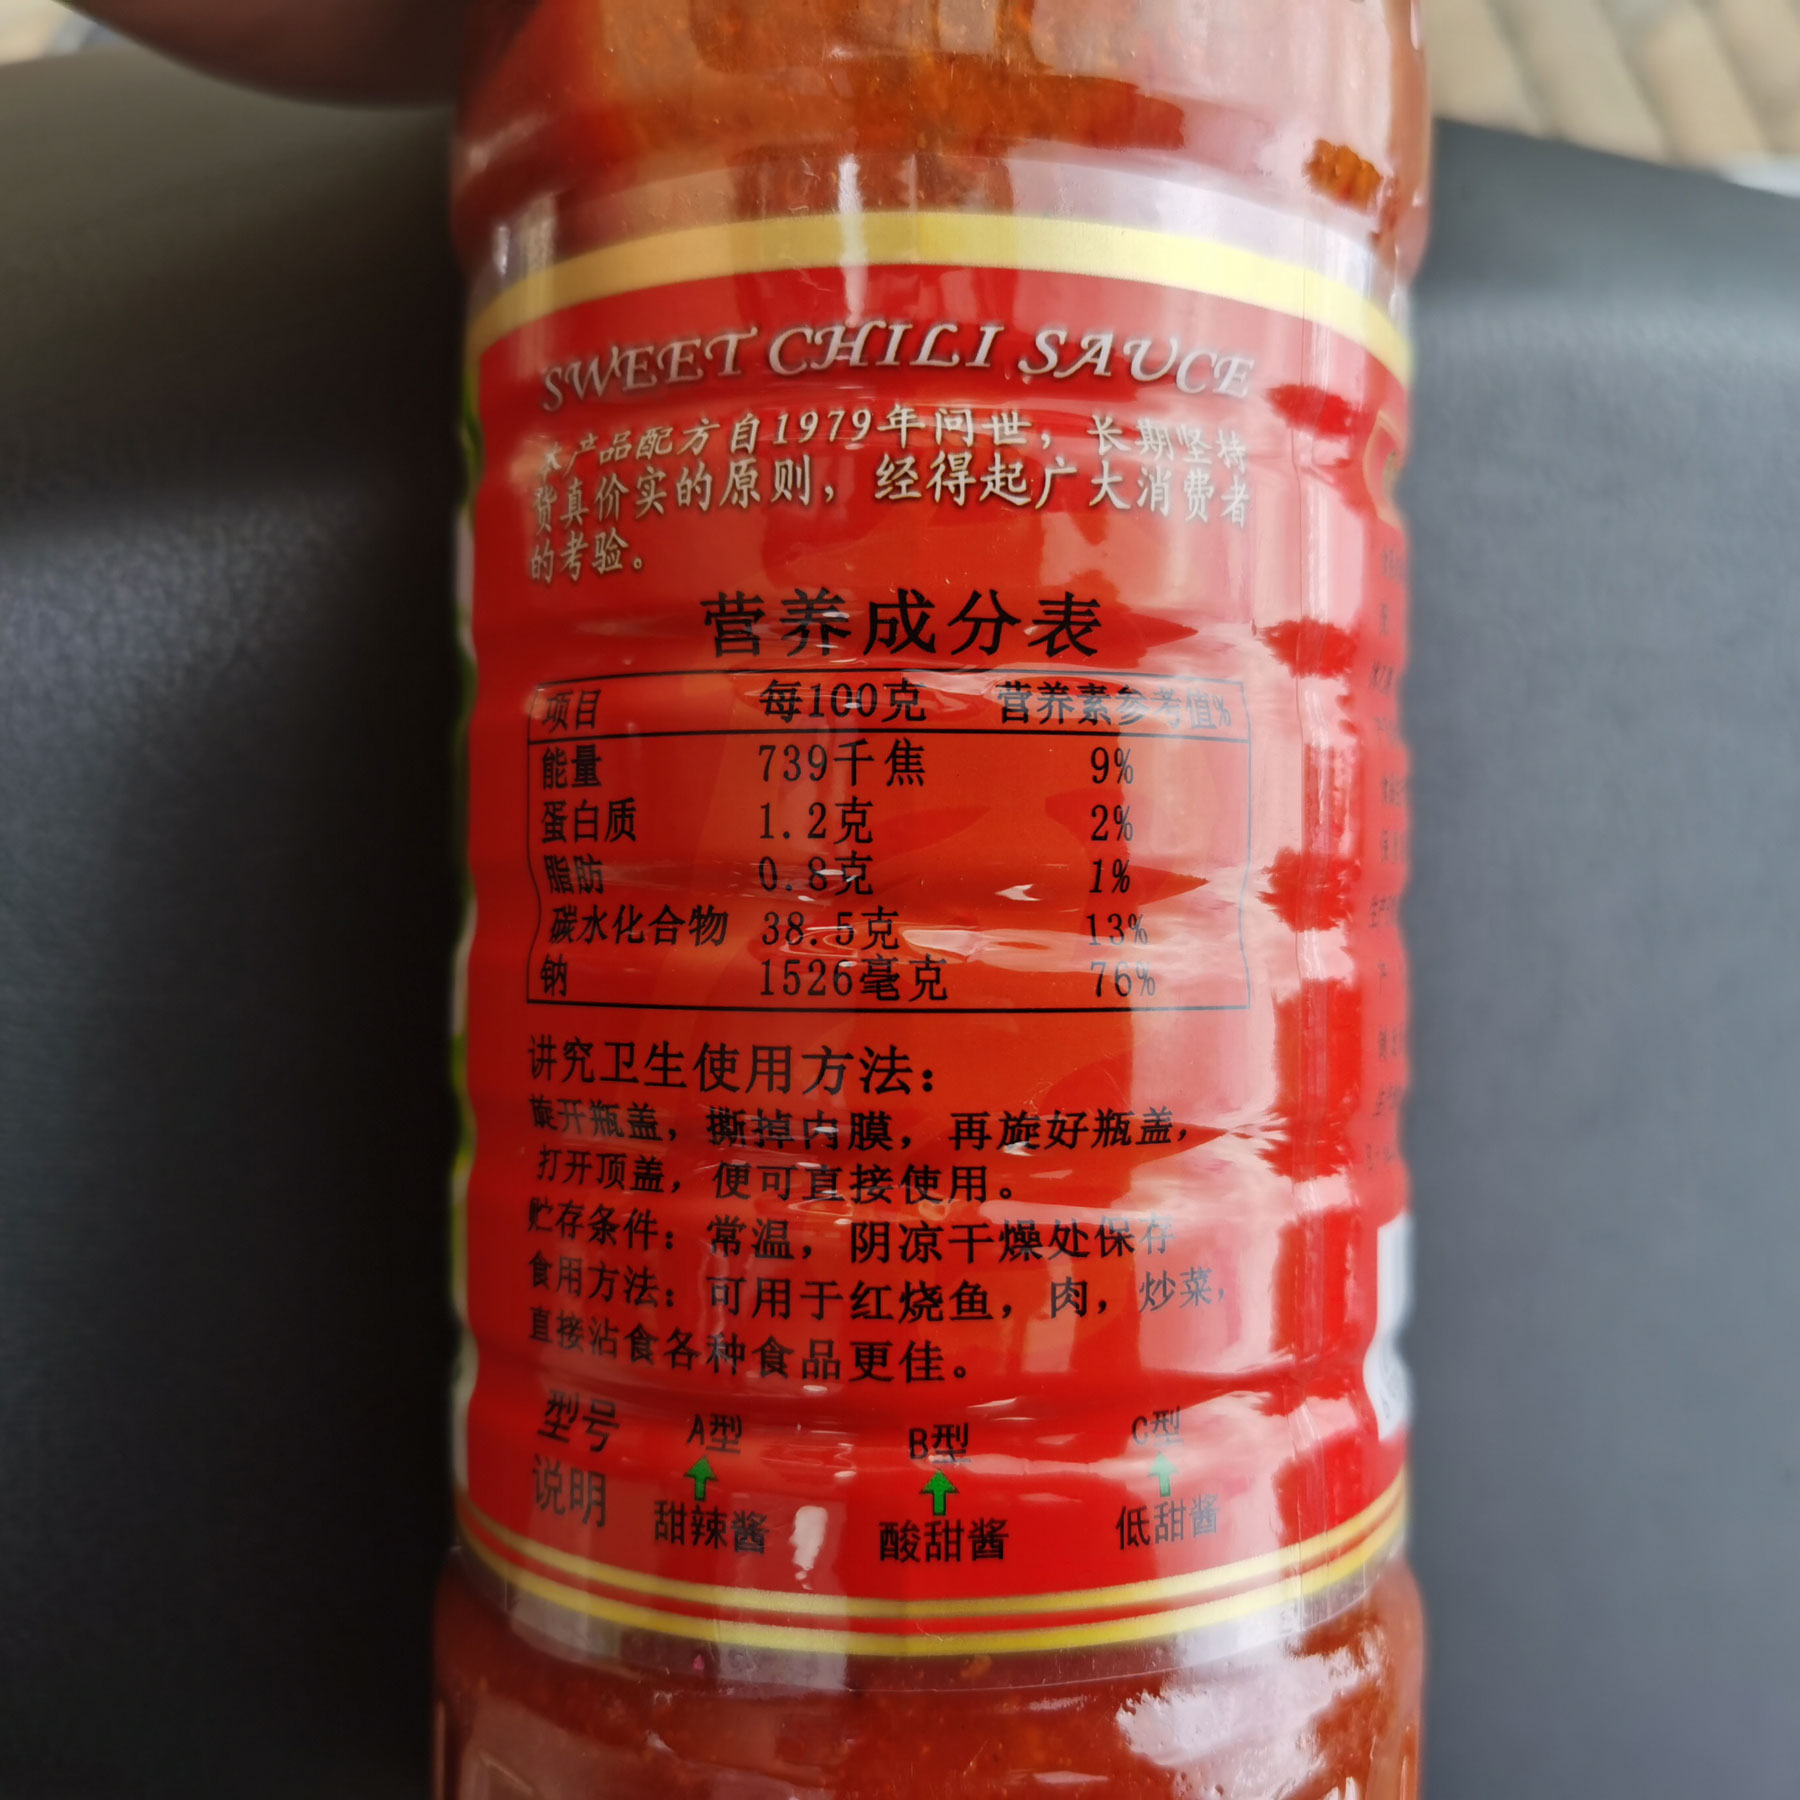 SWEET CHILI SAUCE
本产品配方自1979年问世，长期坚持
货真价实的原则，经得起广大消费者
的考验。
营养成分表
项目 每100克 营养素参考值%
能量 739千焦 9%
蛋白质 1.2克 2%
脂肪 0.8克 1%
碳水化合物 38.5克 13%
钠 1526毫克 76%
讲究卫生使用方法：
旋开瓶盖，撕掉内膜，再旋好瓶盖，
打开顶盖，便可直接使用。
贮存条件：常温，阴凉干燥处保存
食用方法：可用于红烧鱼，肉，炒菜，
直接沾食各种食品更佳。
型号 A型 B型 C型
说明 甜辣酱 酸甜酱 低甜酱